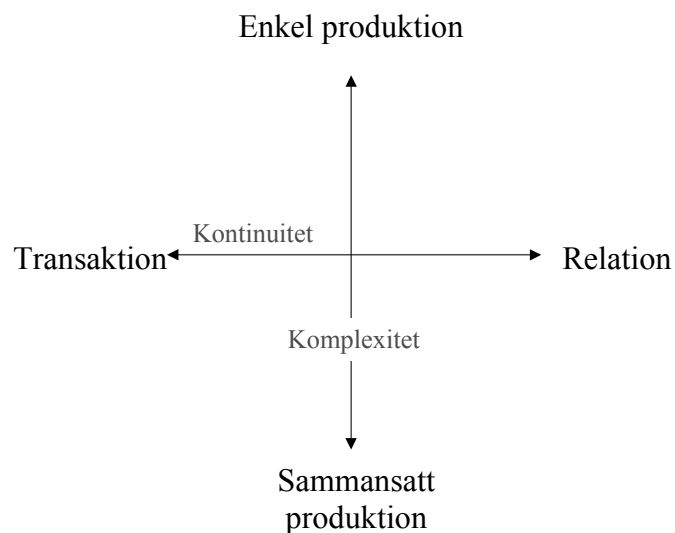 Enkel produktion
Kontinuitet
Transaktion
Relation
Komplexitet
Sammansatt
produktion